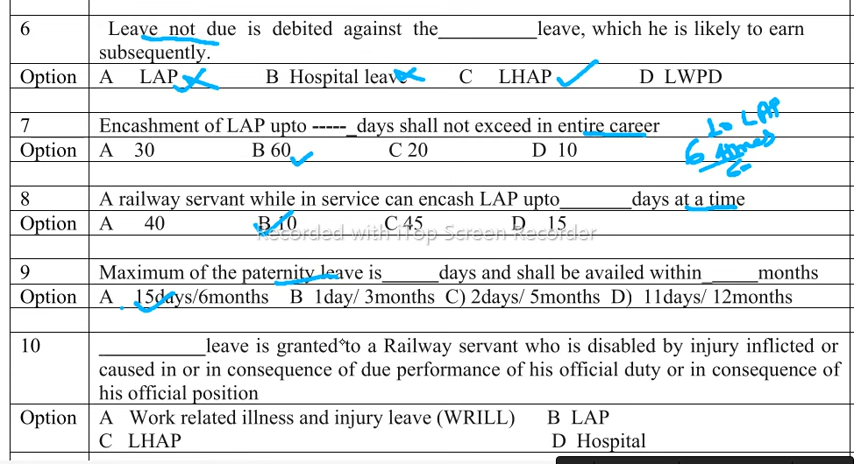 6 Leave not due is debited against the__________leave, which he is likely to earn
subsequently.
Option A LAP B Hospital leave C LHAP D LWPD
7 Encashment of LAP upto -----_days shall not exceed in entire career
Option A 30 B 60 C 20 D 10
10 LAP
6
8 A railway servant while in service can encash LAP upto________days at a time
Option A 40 B 10 C 45 D 15
Recorded with iTop Screen Recorder
9 Maximum of the paternity leave is______days and shall be availed within______months
Option A 15days/6months B 1day/ 3months C) 2days/ 5months D) 11days/ 12months
10 ___________leave is granted to a Railway servant who is disabled by injury inflicted or
caused in or in consequence of due performance of his official duty or in consequence of
his official position
Option A Work related illness and injury leave (WRILL) B LAP
C LHAP D Hospital